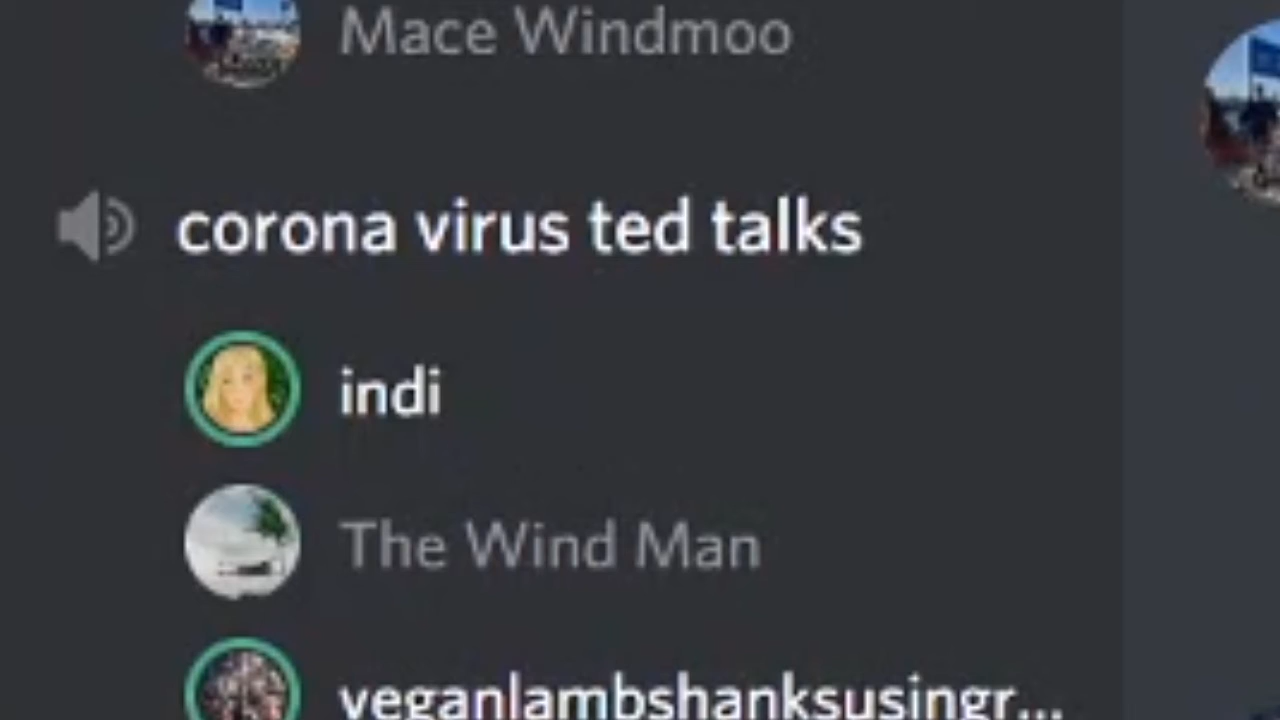 Mace Windmoo
corona virus ted talks
indi
The Wind Man
veganlambshanksusingr...